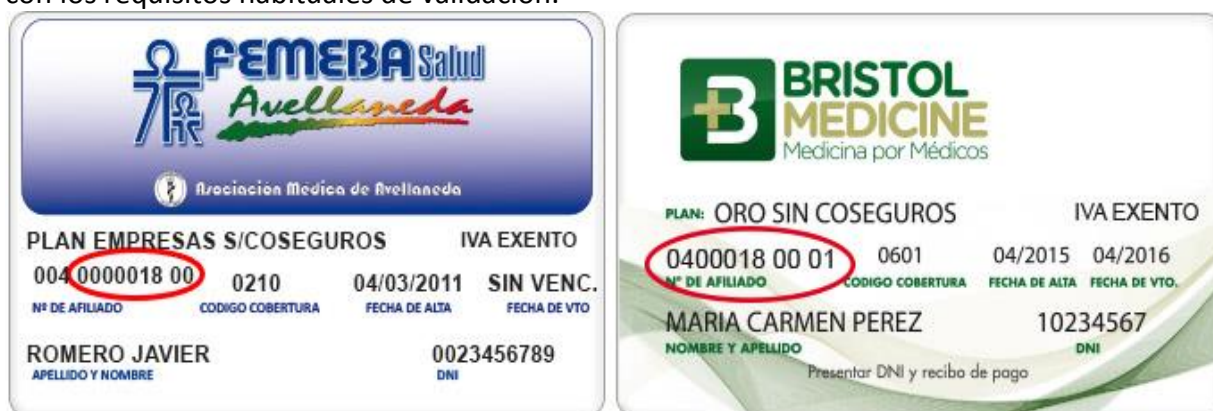 con los requisitos habituales de validación.
FEMEBA Salud
Avellaneda
Asociación Médica de Avellaneda
PLAN EMPRESAS S/COSEGUROS IVA EXENTO
004 0000018 00 0210 04/03/2011 SIN VENC.
Nº DE AFILIADO CODIGO COBERTURA FECHA DE ALTA FECHA DE VTO
ROMERO JAVIER 0023456789
APELLIDO Y NOMBRE DNI
BRISTOL
MEDICINE
Medicina por Médicos
PLAN: ORO SIN COSEGUROS IVA EXENTO
0400018 00 01 0601 04/2015 04/2016
Nº DE AFILIADO CODIGO COBERTURA FECHA DE ALTA FECHA DE VTO.
MARIA CARMEN PEREZ 10234567
NOMBRE Y APELLIDO DNI
Presentar DNI y recibo de pago